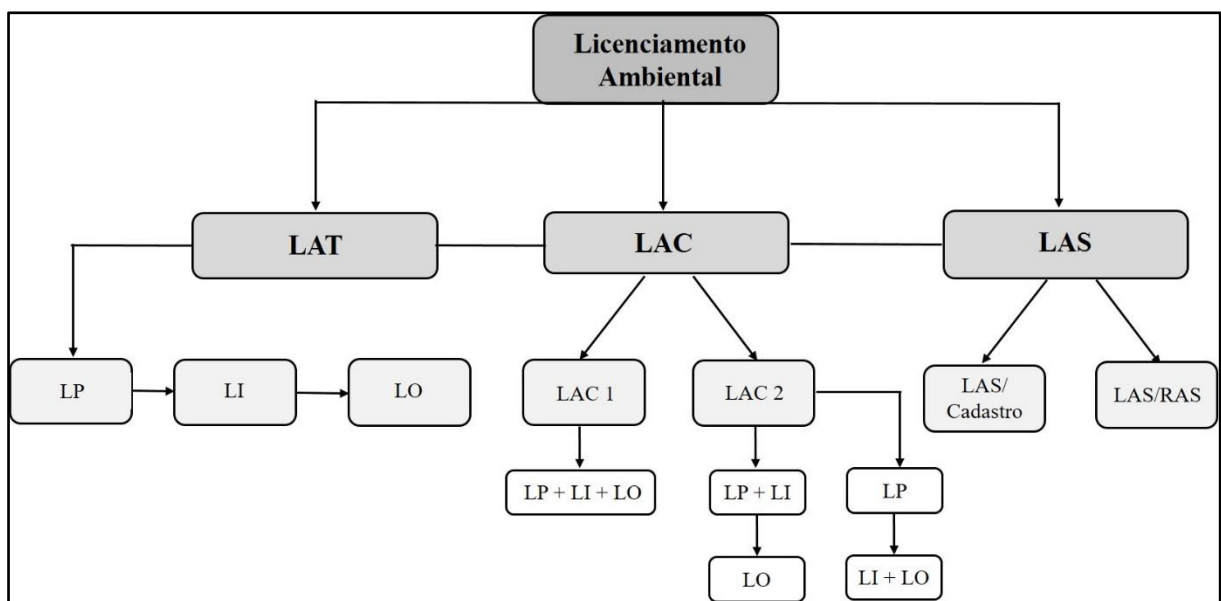 Licenciamento
Ambiental
LAT
LAC
LAS
LP
LI
LO
LAC 1
LAC 2
LAS/
Cadastro
LAS/RAS
LP + LI + LO
LP + LI
LP
LO
LI + LO